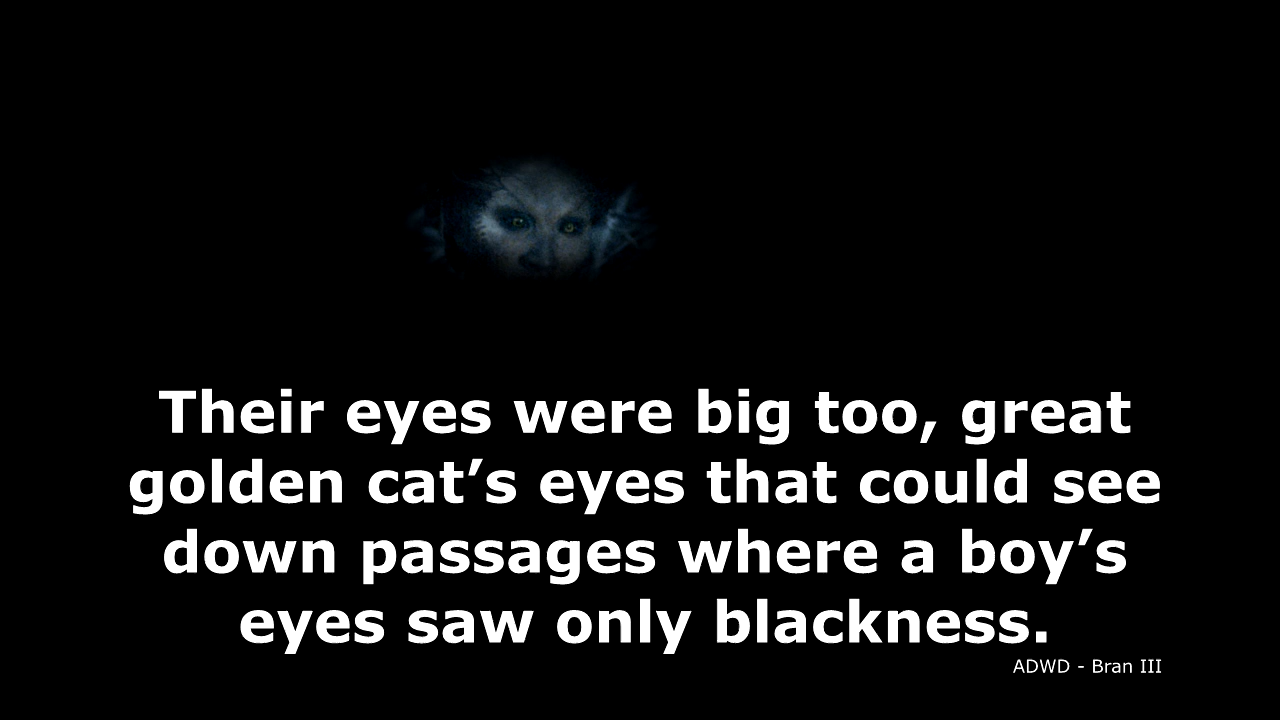 Their eyes were big too, great
golden cat’s eyes that could see
down passages where a boy’s
eyes saw only blackness.
ADWD - Bran III